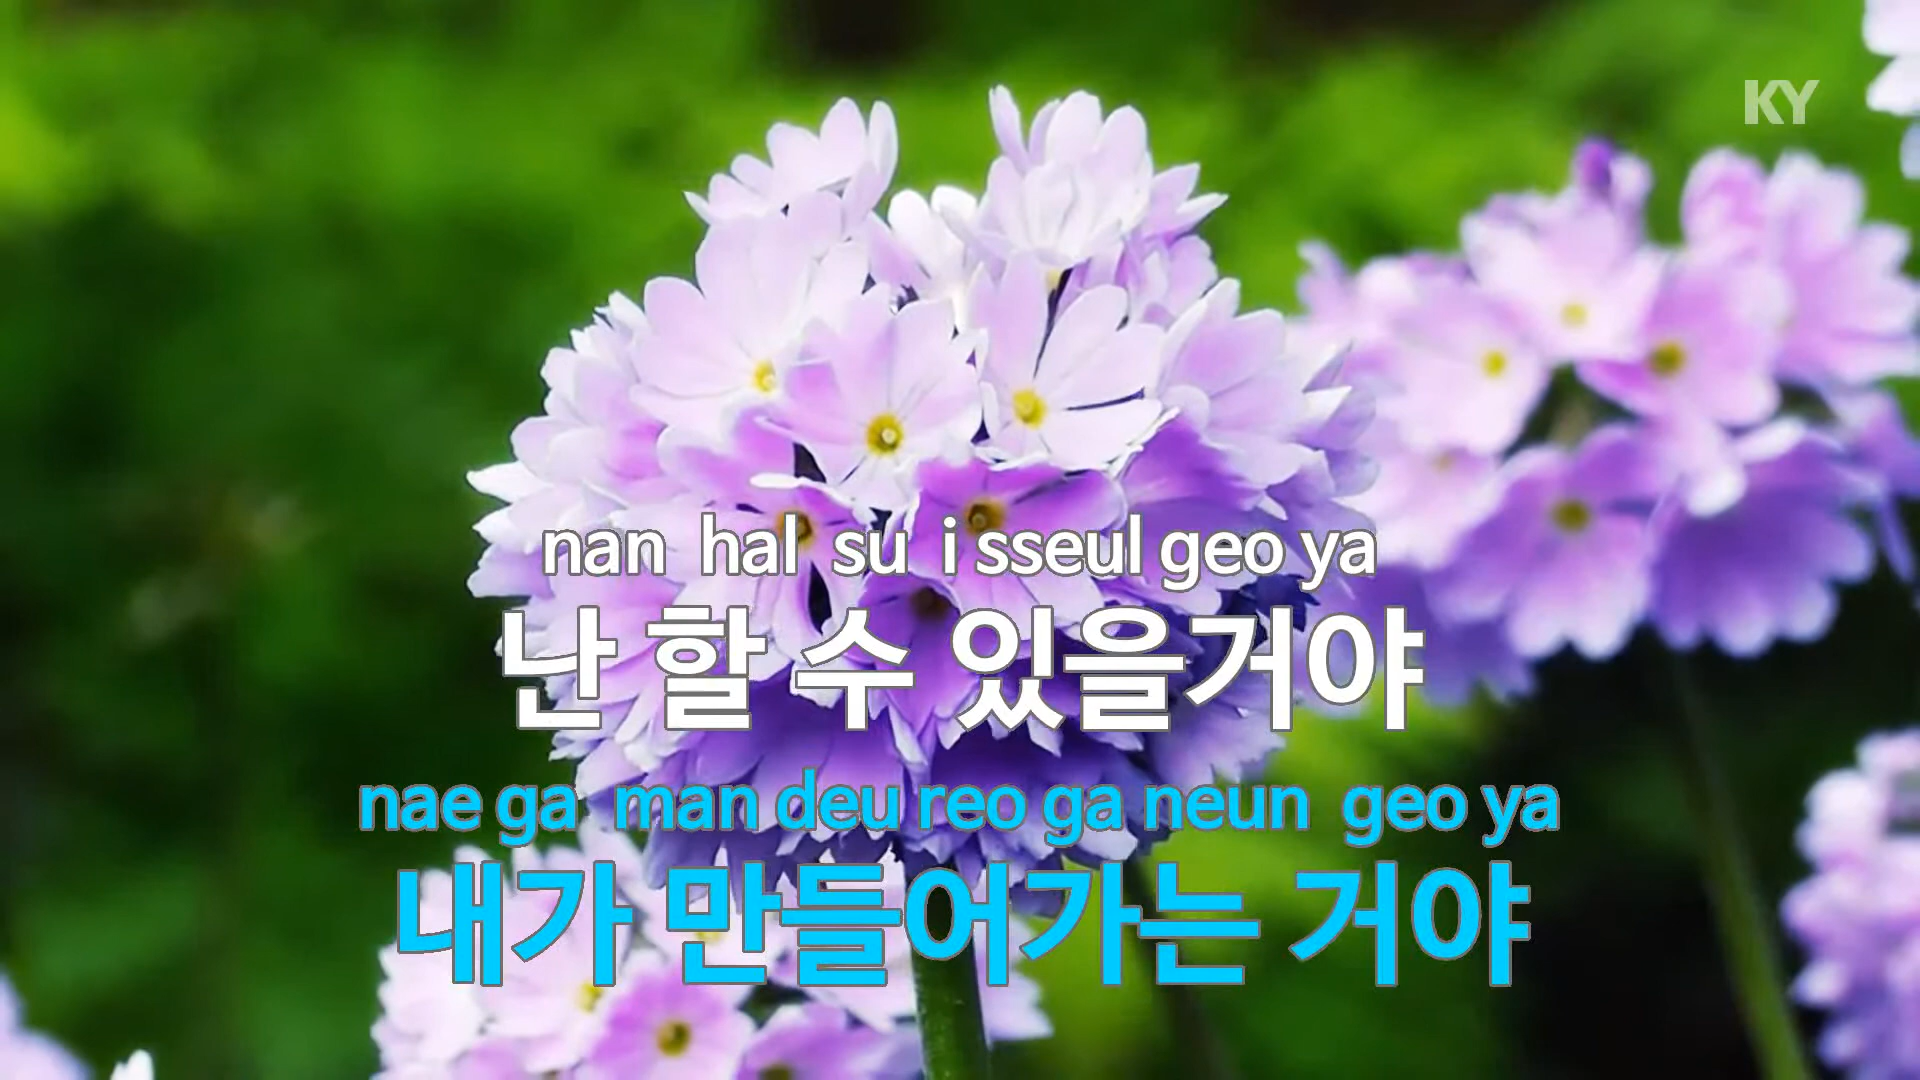 KY
nan hal su i sseul geo ya
난 할 수 있을거야
nae ga man deu reo ga neun geo ya
내가 만들어가는 거야